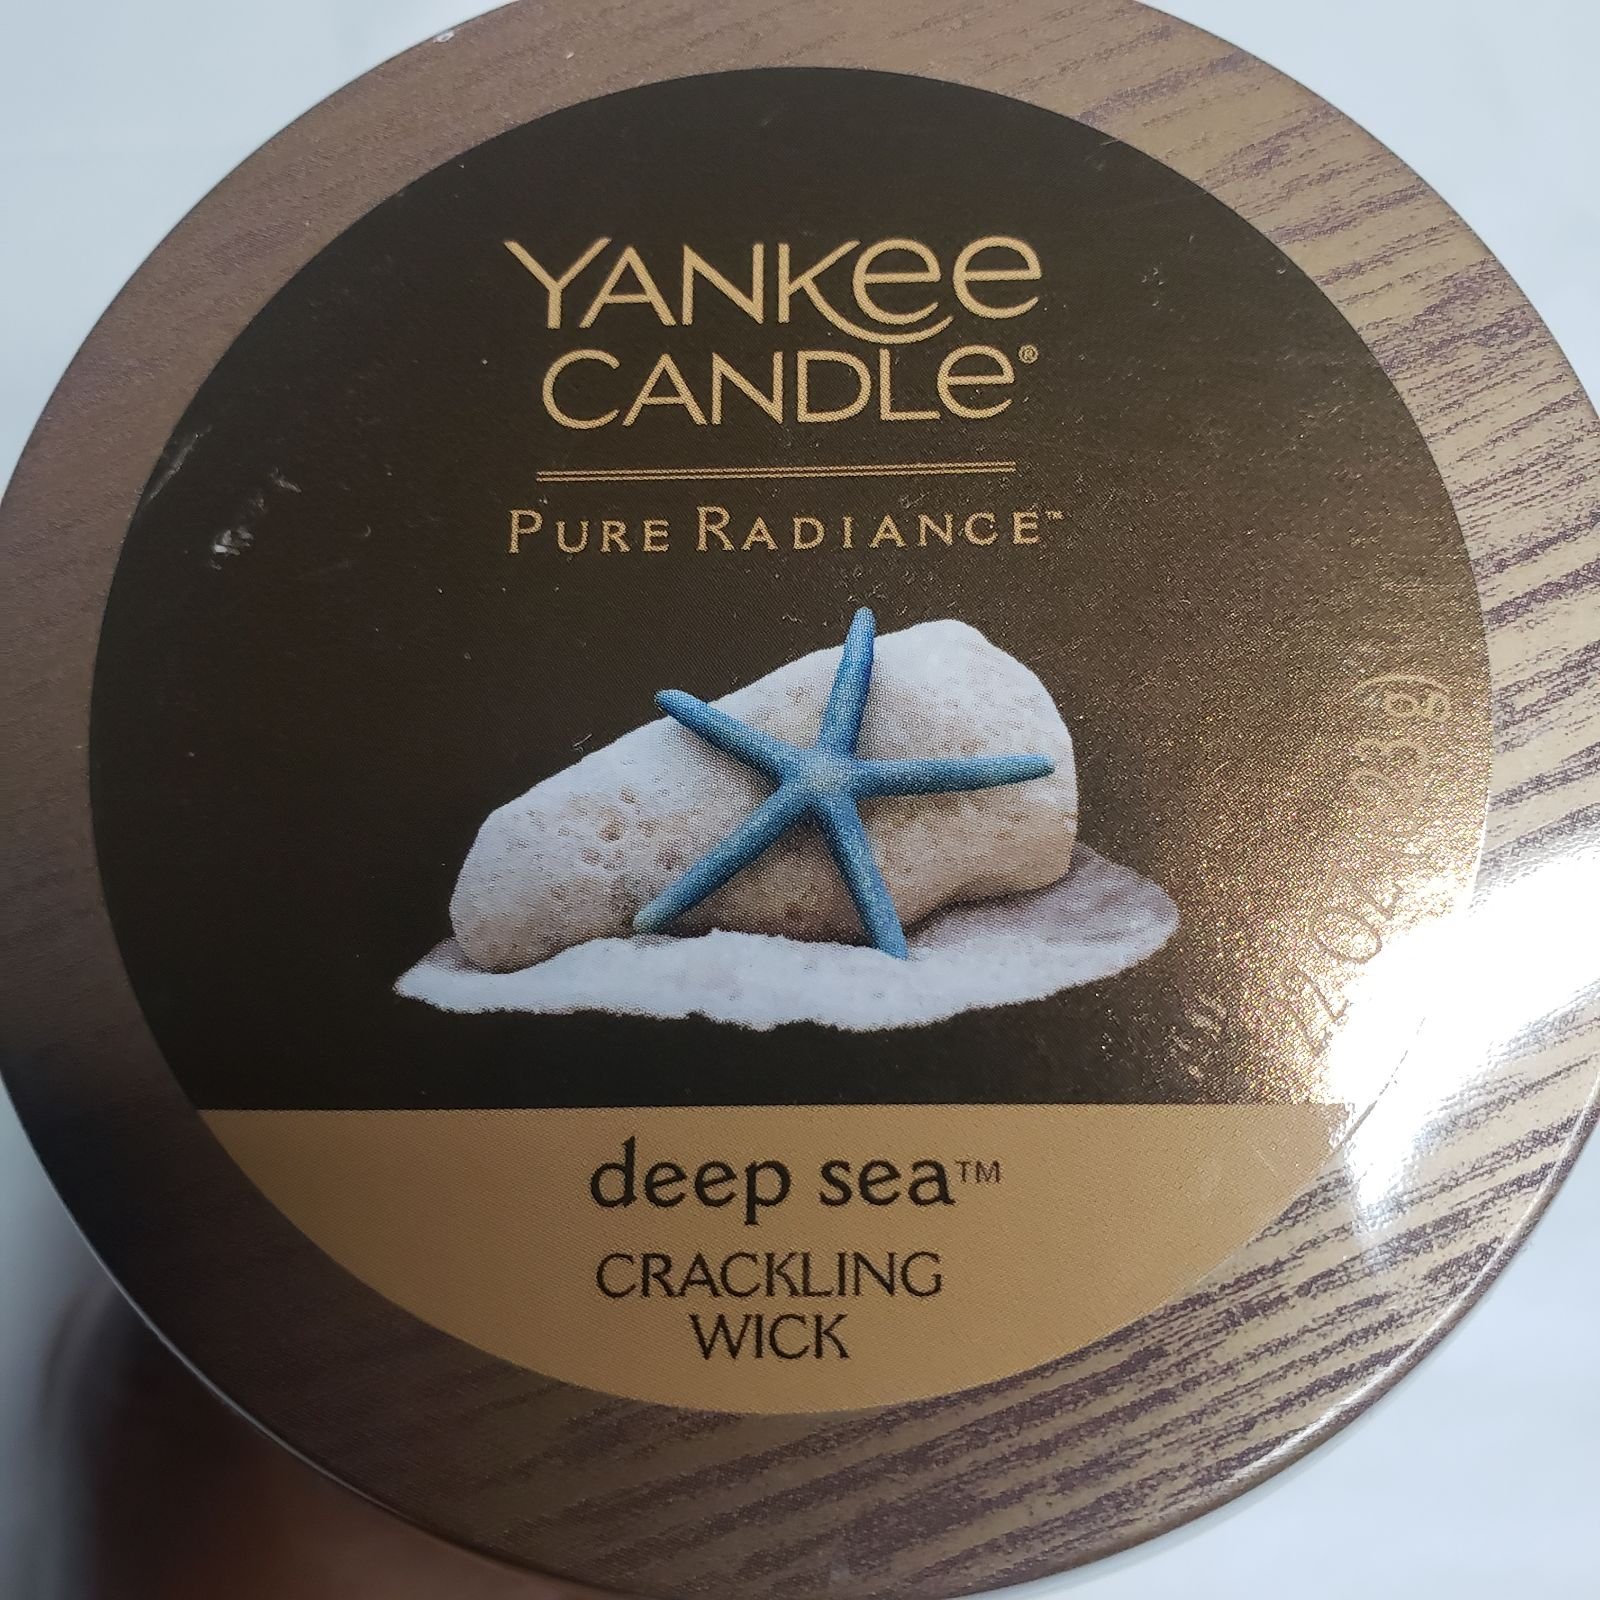 YANKEE
CANDLE®
PURE RADIANCE™
deep sea™
CRACKLING
WICK